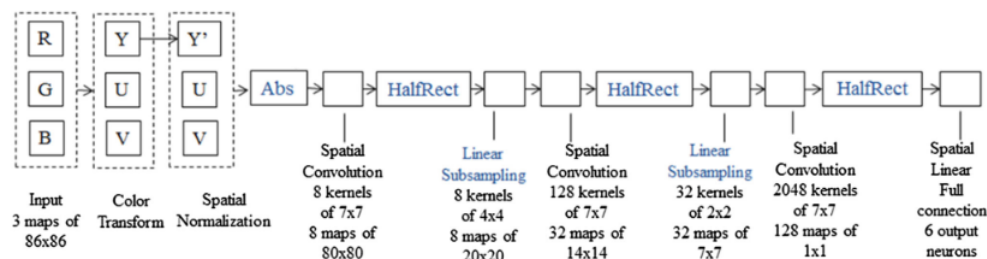 R
G
B
Y
U
V
Y’
U
V
Abs
HalfRect
HalfRect
HalfRect
Input
3 maps of
86x86
Color
Transform
Spatial
Normalization
Spatial
Convolution
8 kernels
of 7x7
8 maps of
80x80
Linear
Subsampling
8 kernels
of 4x4
8 maps of
20x20
Spatial
Convolution
128 kernels
of 7x7
32 maps of
14x14
Linear
Subsampling
32 kernels
of 2x2
32 maps of
7x7
Spatial
Convolution
2048 kernels
of 7x7
128 maps of
1x1
Spatial
Linear
Full
connection
6 output
neurons